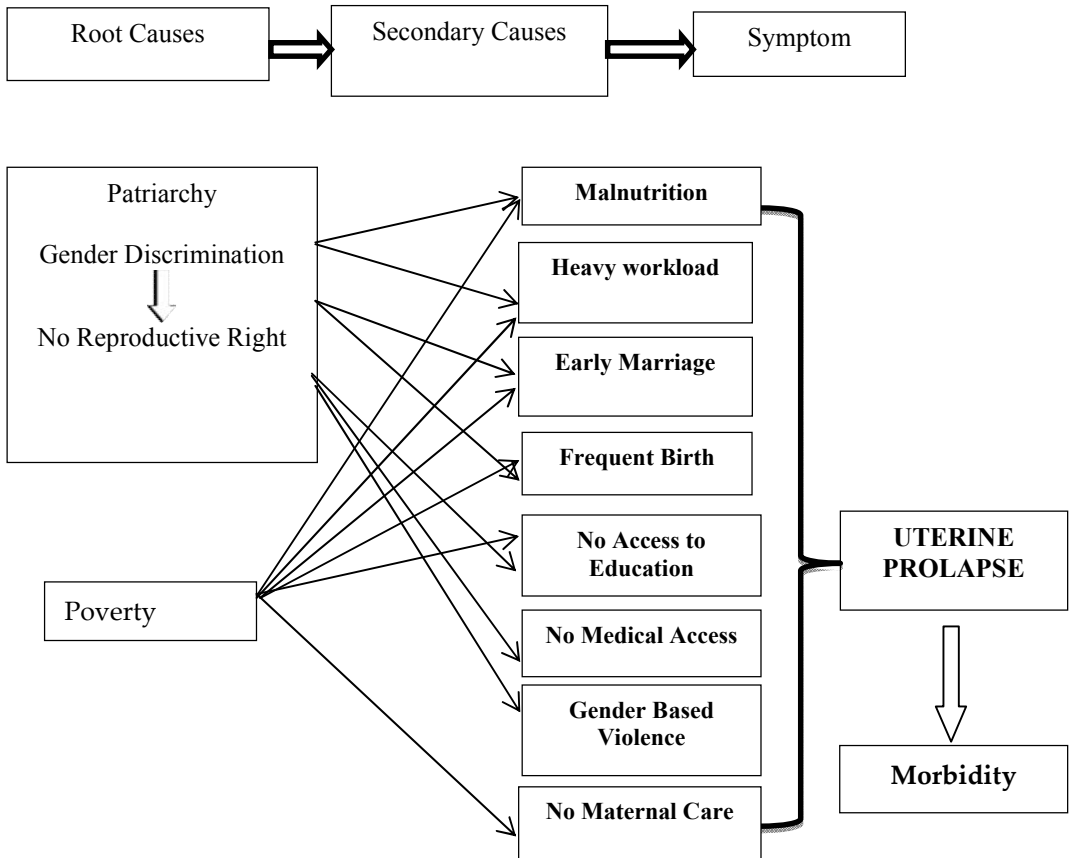 Root Causes
Secondary Causes
Symptom
Patriarchy
Gender Discrimination
No Reproductive Right
Poverty
Malnutrition
Heavy workload
Early Marriage
Frequent Birth
No Access to
Education
No Medical Access
Gender Based
Violence
No Maternal Care
UTERINE
PROLAPSE
Morbidity